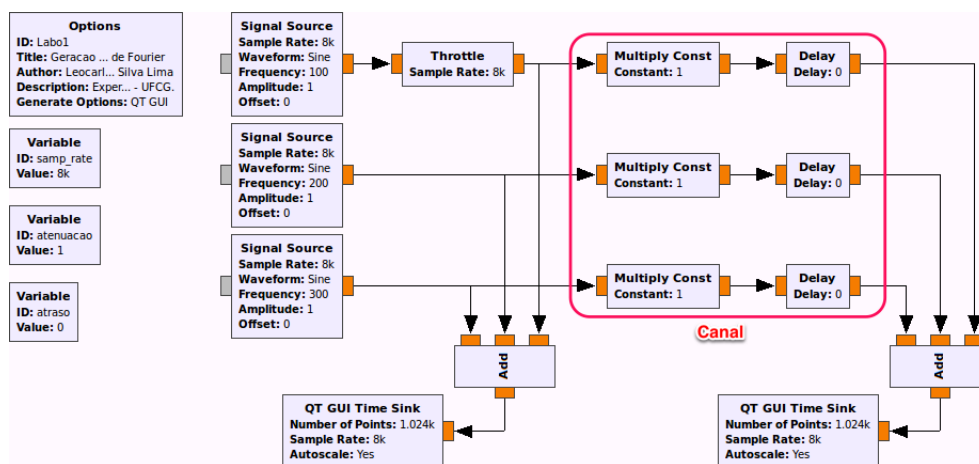 Options
ID: Labo1
Title: Geracao ... de Fourier
Author: Leocarl... Silva Lima
Description: Exper... - UFCG.
Generate Options: QT GUI
Variable
ID: samp_rate
Value: 8k
Variable
ID: atenuacao
Value: 1
Variable
ID: atraso
Value: 0
Signal Source
Sample Rate: 8k
Waveform: Sine
Frequency: 100
Amplitude: 1
Offset: 0
Throttle
Sample Rate: 8k
Multiply Const
Constant: 1
Delay
Delay: 0
Signal Source
Sample Rate: 8k
Waveform: Sine
Frequency: 200
Amplitude: 1
Offset: 0
Multiply Const
Constant: 1
Delay
Delay: 0
Signal Source
Sample Rate: 8k
Waveform: Sine
Frequency: 300
Amplitude: 1
Offset: 0
Multiply Const
Constant: 1
Delay
Delay: 0
Canal
Add
Add
QT GUI Time Sink
Number of Points: 1.024k
Sample Rate: 8k
Autoscale: Yes
QT GUI Time Sink
Number of Points: 1.024k
Sample Rate: 8k
Autoscale: Yes